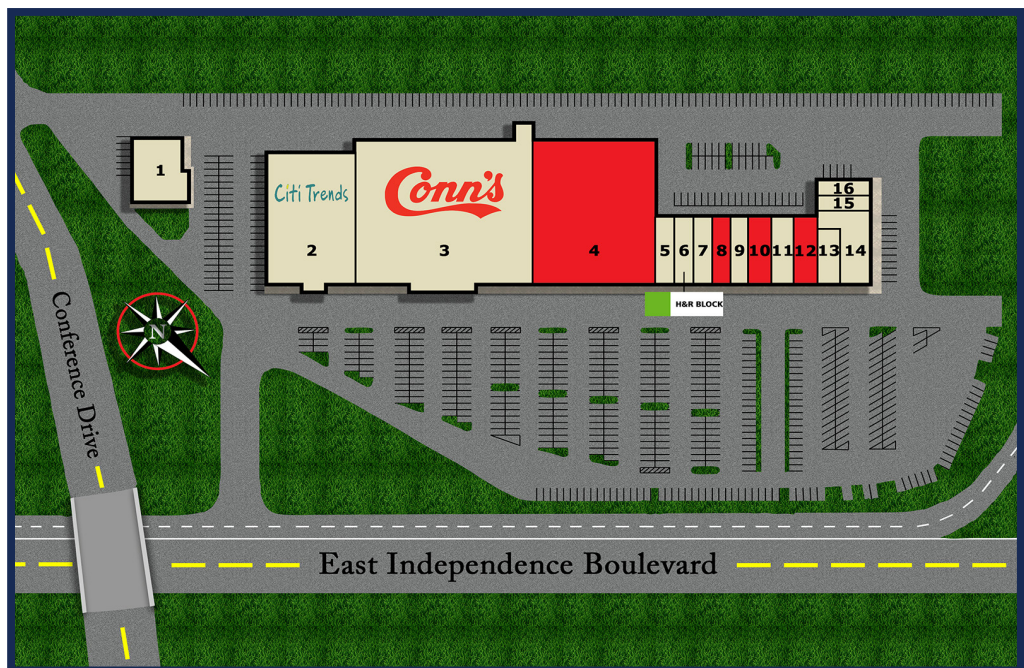 1
Citi Trends
Conn's
2
3
4
5
6
7
8
9
10
11
12
13
14
15
16
H&R BLOCK
N
Conference Drive
East Independence Boulevard